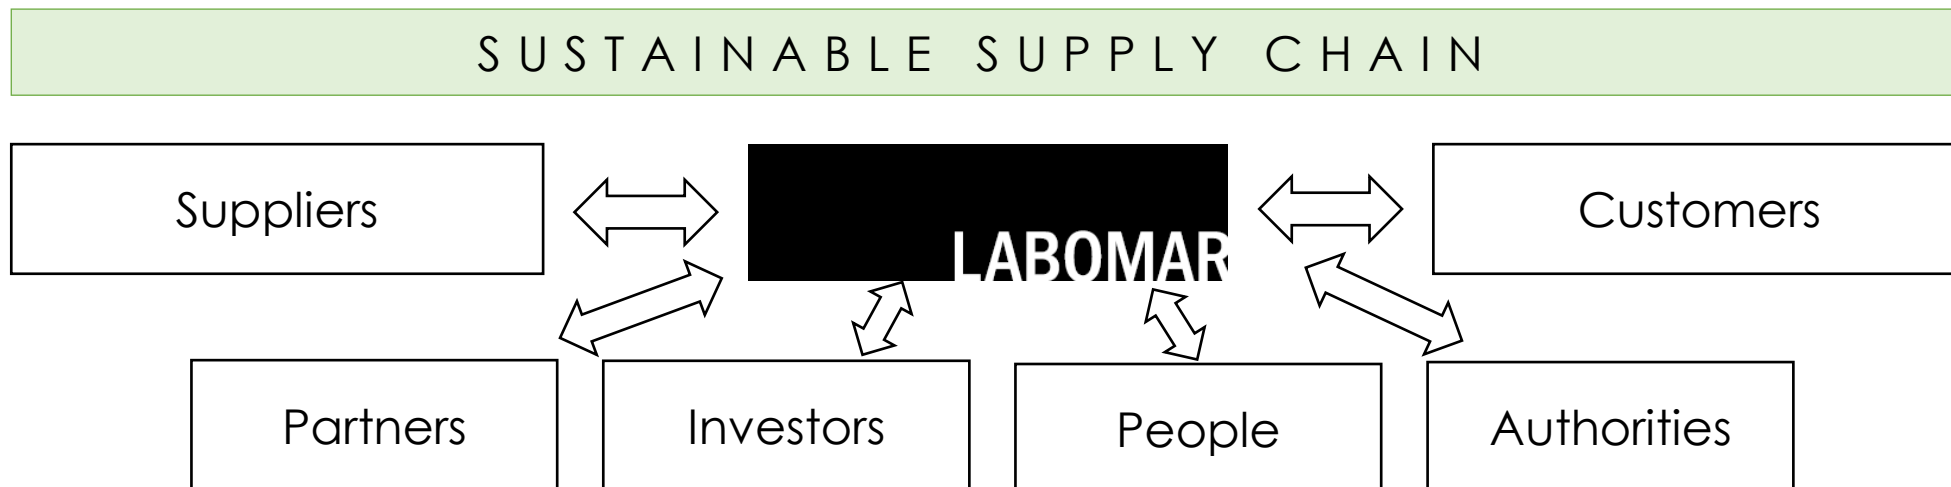 SUSTAINABLE SUPPLY CHAIN
Suppliers
LABOMAR
Customers
Partners
Investors
People
Authorities